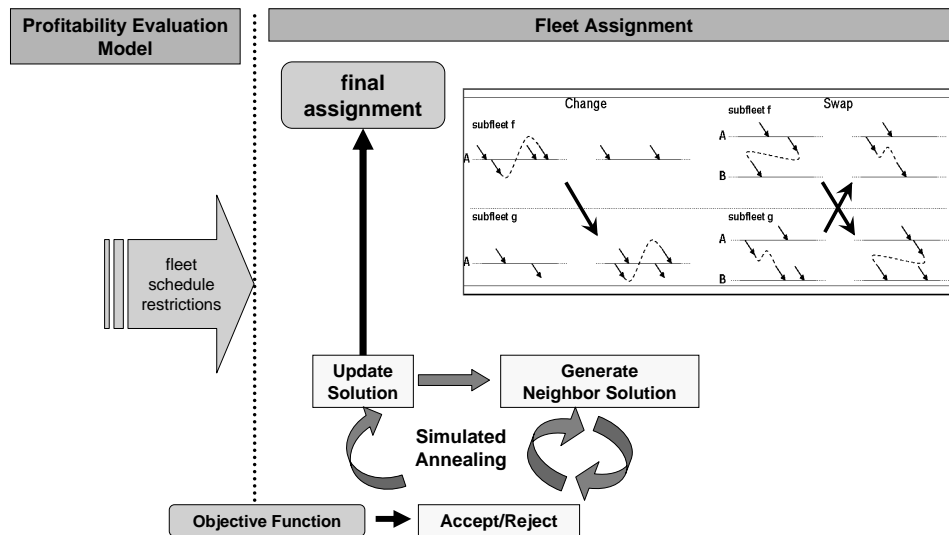 Profitability Evaluation
Model
Fleet Assignment
final
assignment
Change
Swap
subfleet f
A
subfleet f
A
B
subfleet g
A
subfleet g
A
B
fleet
schedule
restrictions
Update
Solution
Generate
Neighbor Solution
Simulated
Annealing
Objective Function
Accept/Reject